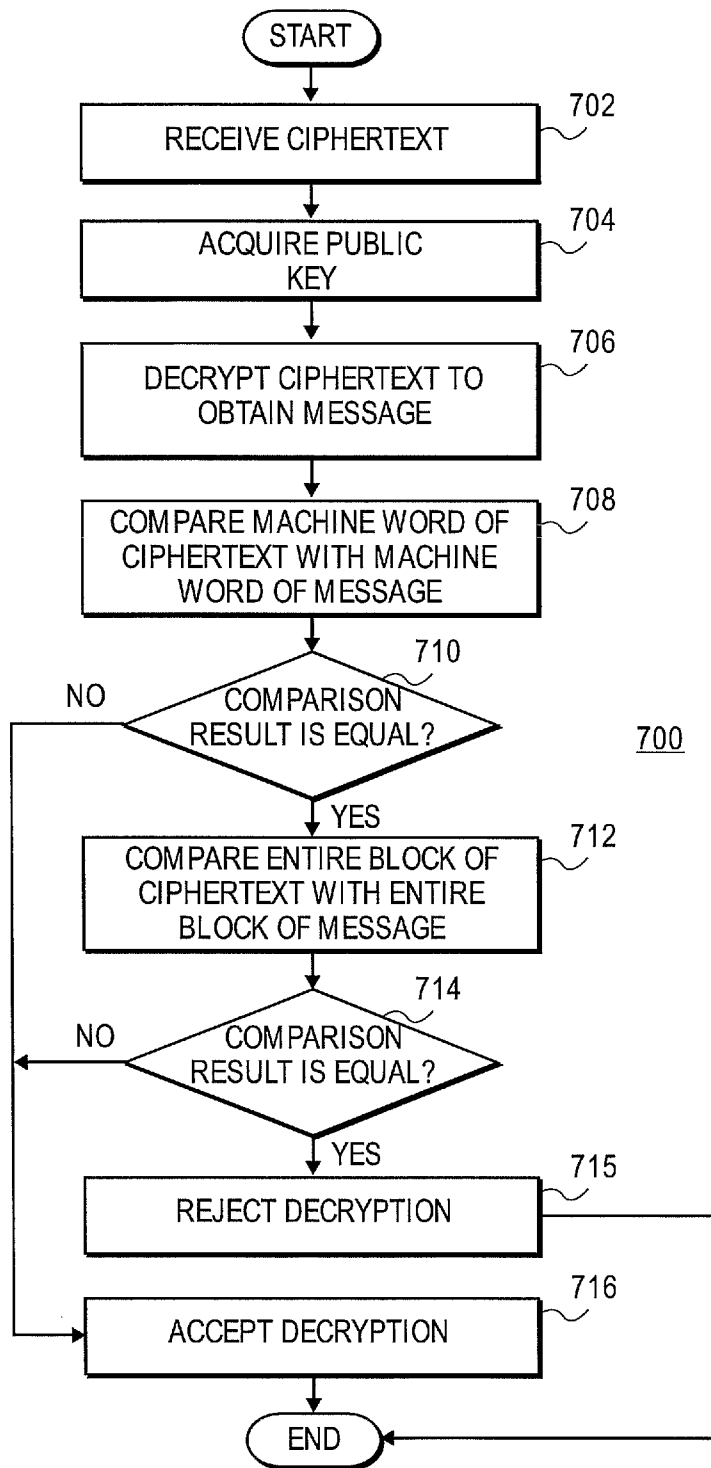 START
702
RECEIVE CIPHERTEXT
704
ACQUIRE PUBLIC
KEY
706
DECRYPT CIPHERTEXT TO
OBTAIN MESSAGE
708
COMPARE MACHINE WORD OF
CIPHERTEXT WITH MACHINE
WORD OF MESSAGE
710
NO
COMPARISON
RESULT IS EQUAL?
700
YES
712
COMPARE ENTIRE BLOCK OF
CIPHERTEXT WITH ENTIRE
BLOCK OF MESSAGE
714
NO
COMPARISON
RESULT IS EQUAL?
YES
715
REJECT DECRYPTION
716
ACCEPT DECRYPTION
END